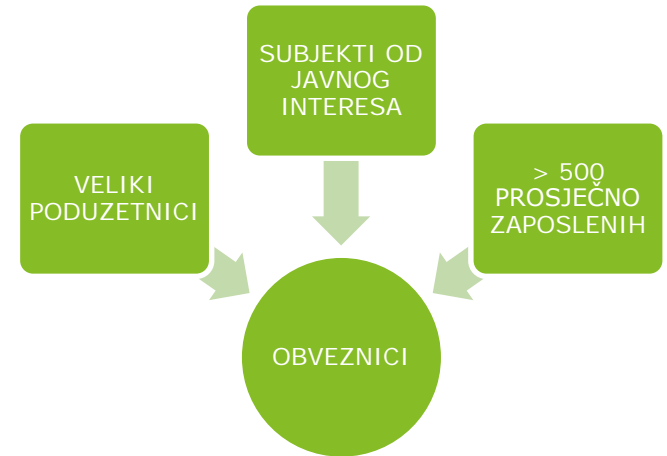 SUBJEKTI OD
JAVNOG
INTERESA
VELIKI
PODUZETNICI
> 500
PROSJEČNO
ZAPOSLENIH
OBVEZNICI